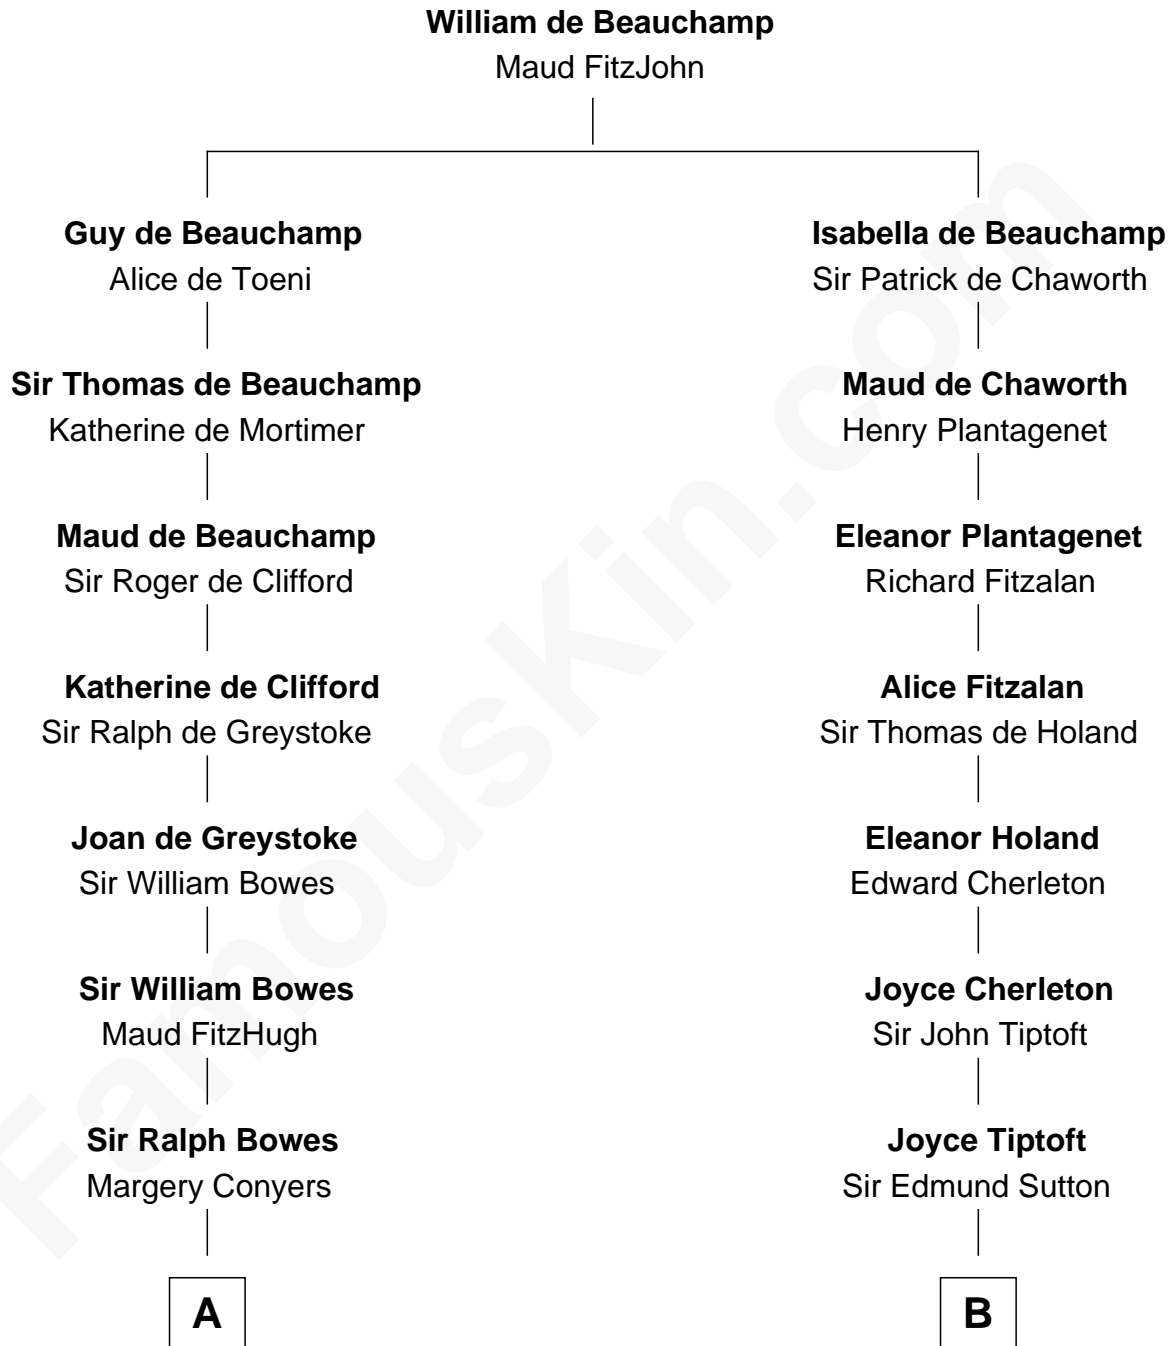 William de Beauchamp
Maud FitzJohn
Guy de Beauchamp
Alice de Toeni
Isabella de Beauchamp
Sir Patrick de Chaworth
Sir Thomas de Beauchamp
Katherine de Mortimer
Maud de Chaworth
Henry Plantagenet
Maud de Beauchamp
Sir Roger de Clifford
Eleanor Plantagenet
Richard Fitzalan
Katherine de Clifford
Sir Ralph de Greystoke
Alice Fitzalan
Sir Thomas de Holand
Joan de Greystoke
Sir William Bowes
Eleanor Holand
Edward Cherleton
Sir William Bowes
Maud FitzHugh
Joyce Cherleton
Sir John Tiptoft
Sir Ralph Bowes
Margery Conyers
Joyce Tiptoft
Sir Edmund Sutton
A
B
FamousKin.com